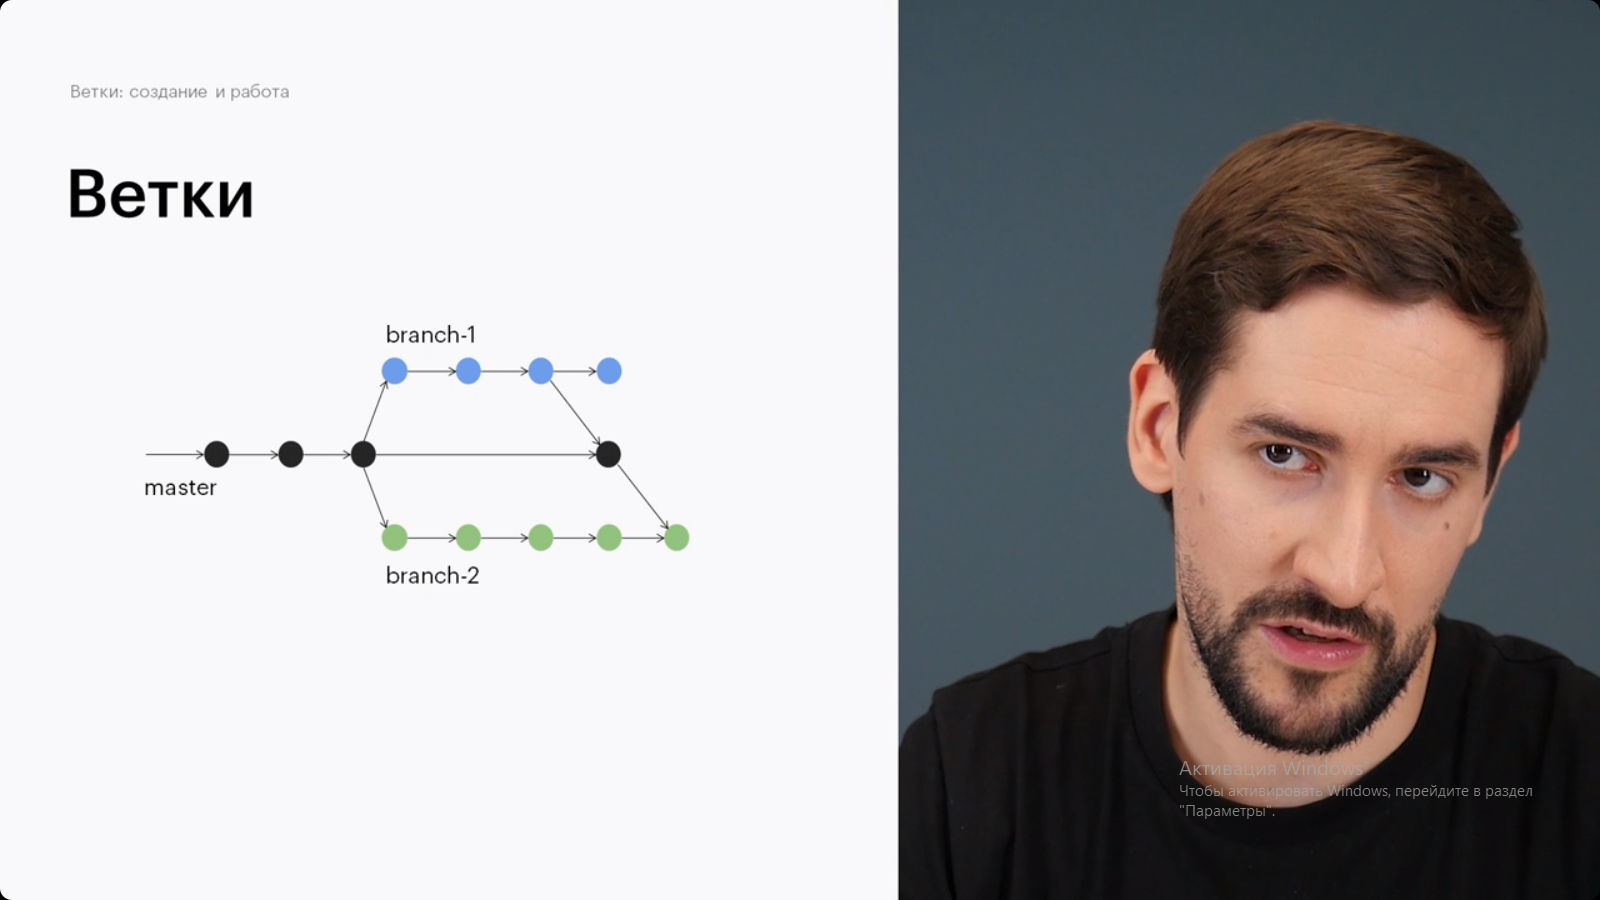 Ветки: создание и работа
Ветки
branch-1
master
branch-2
Активация Windows
Чтобы активировать Windows, перейдите в раздел
"Параметры".